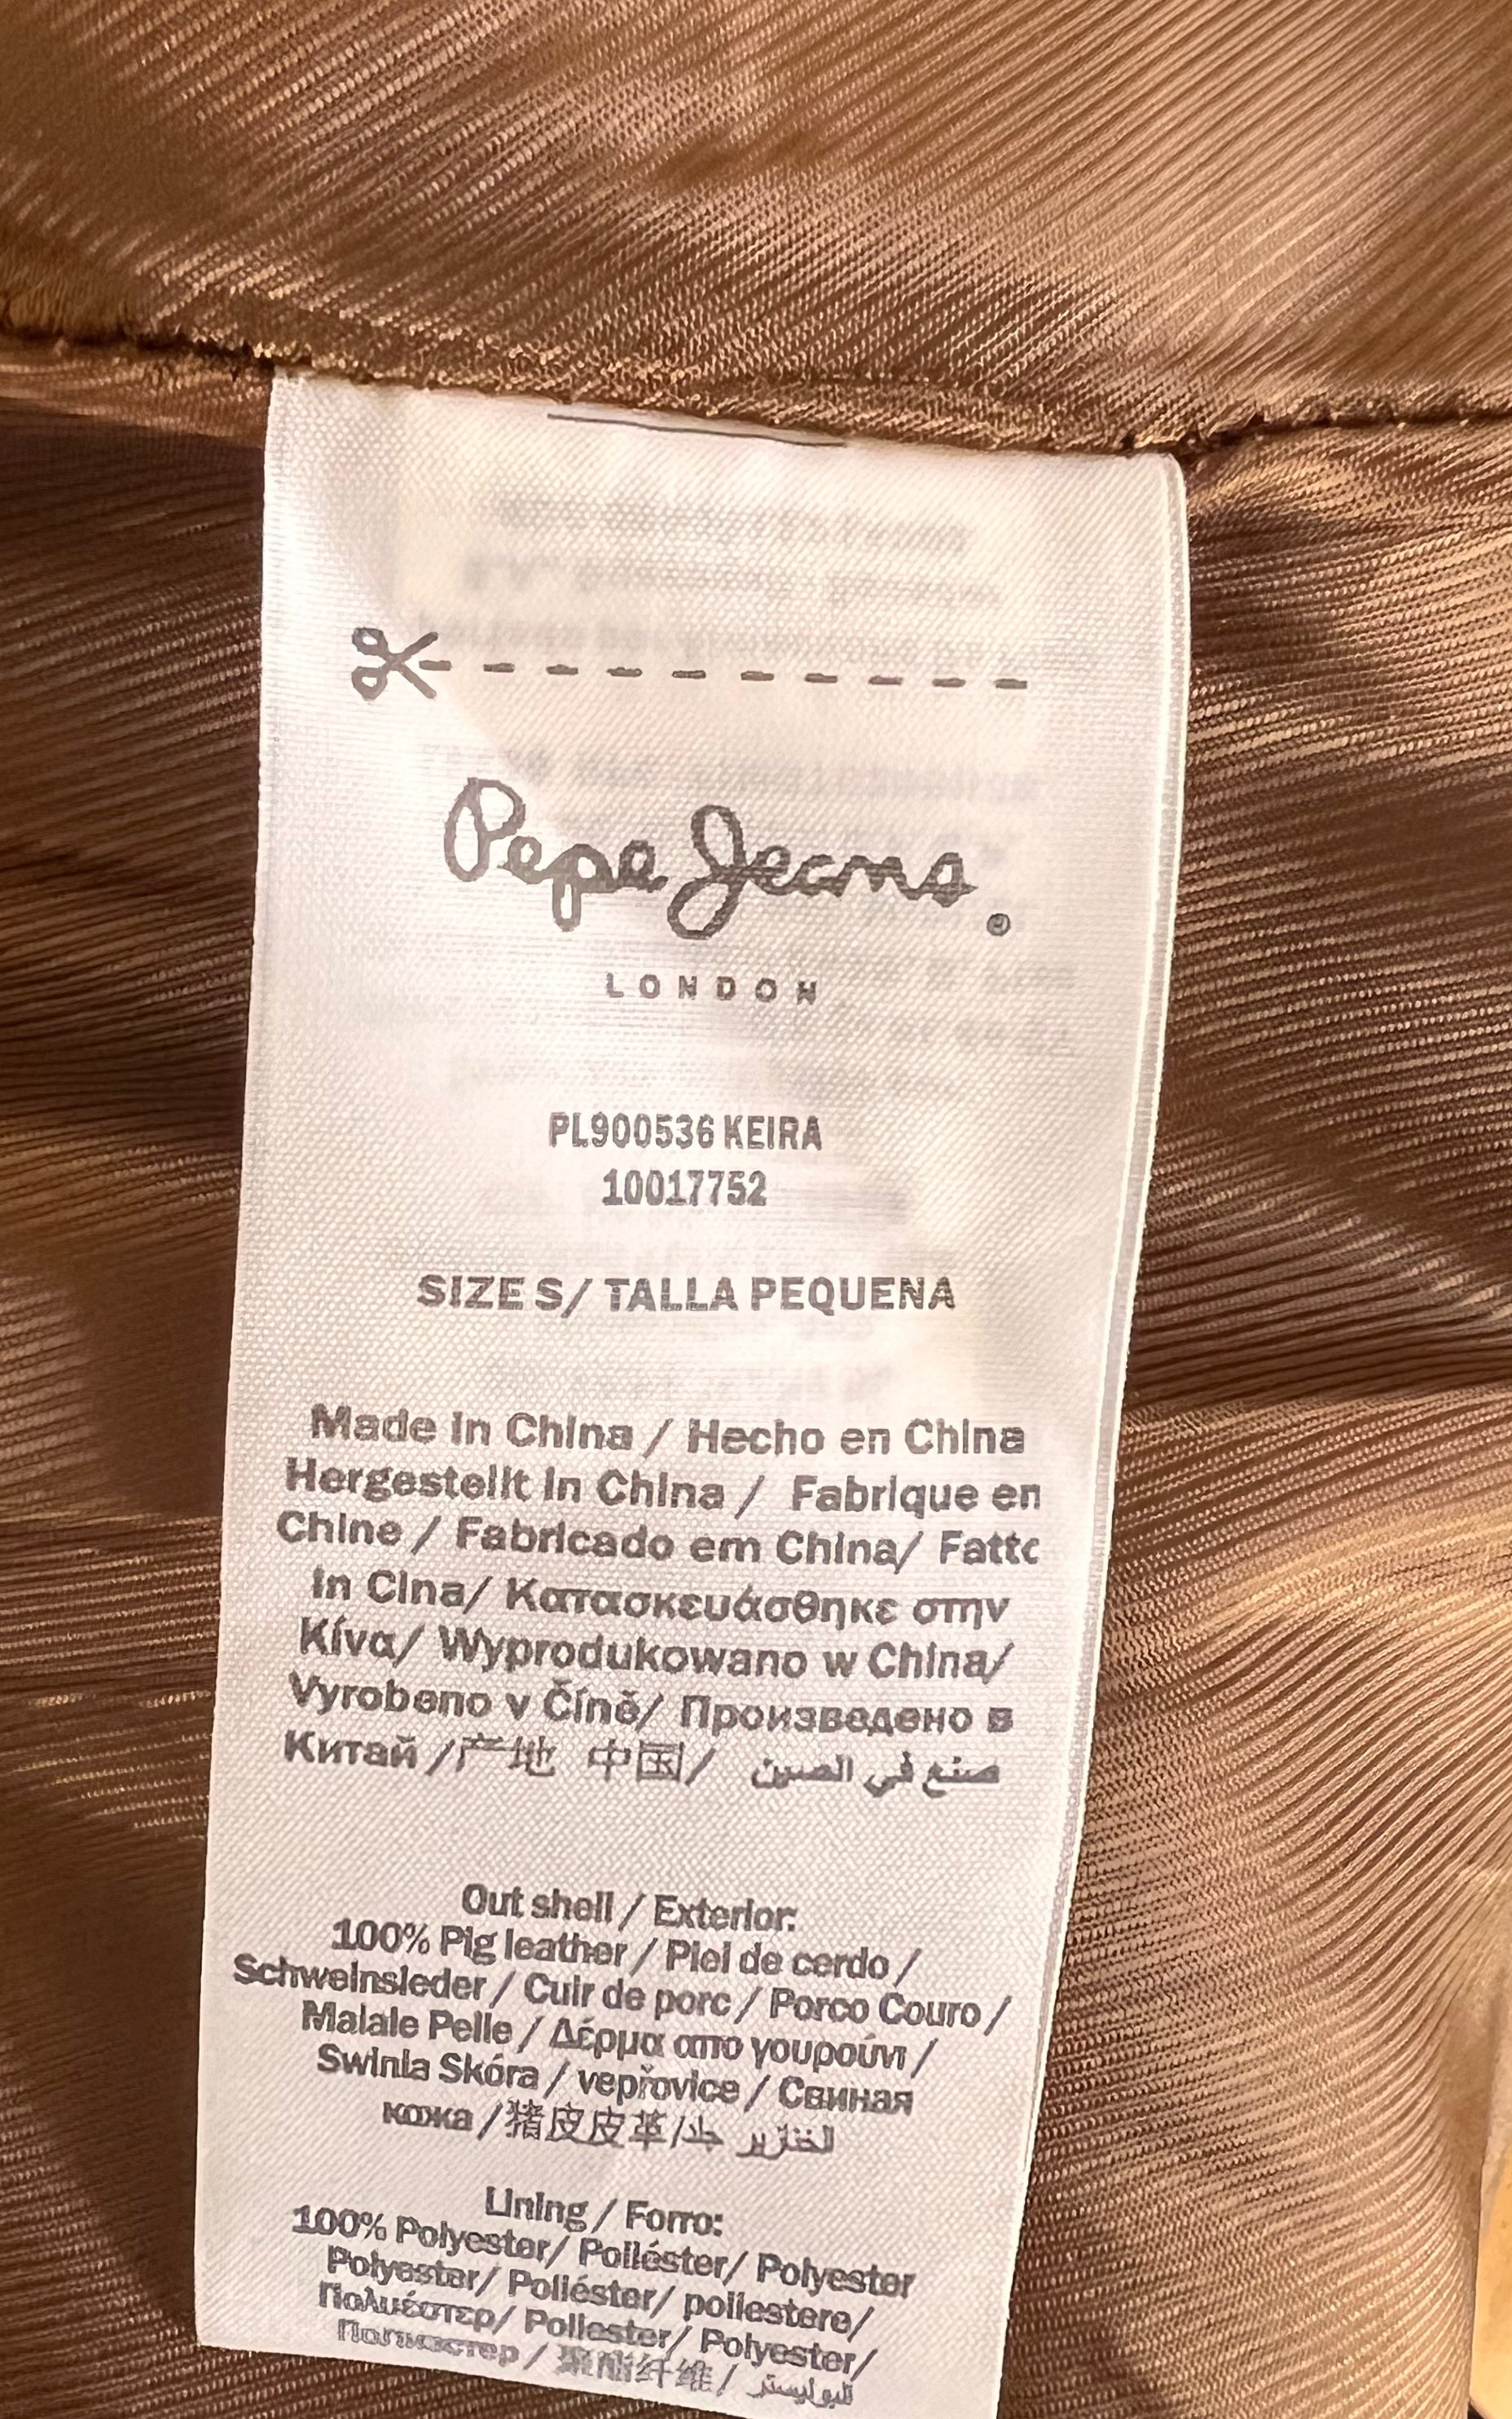 Pepe Jeans ®
LONDON
PL900536 KEIRA
10017752
SIZE S/ TALLA PEQUENA
Made in China / Hecho en China
Hergestellt in China / Fabrique en
Chine / Fabricado em China/ Fatto
in Cina/ Κατασκευάσθηκε στην
Κίνα/ Wyprodukowano w China/
Vyrobeno v Číně/ Произведено в
Китай /产地 中国/ صنع في الصين
Out shell / Exterior:
100% Pig leather / Piel de cerdo /
Schweinsleder / Cuir de porc / Porco Couro /
Maiale Pelle / Δέρμα απο γουρούνι /
Swinia Skóra / vepřovice / Свиная
кожа /猪皮皮革/ جلد الخنزير
Lining / Forro:
100% Polyester/ Poliéster/ Polyester
Polyester/ Poliéster/ poliestere/
Πολυέστερ/ Poliester/ Polyester/
Полиэстер / 聚酯纤维/